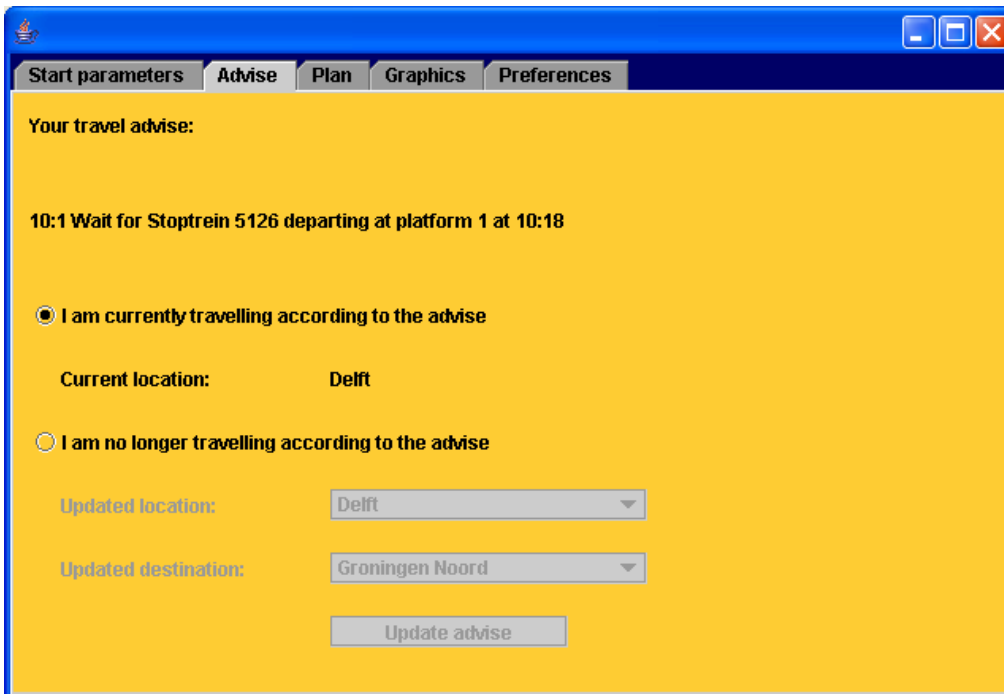 Start parameters Advise Plan Graphics Preferences
Your travel advise:
10:1 Wait for Stoptrein 5126 departing at platform 1 at 10:18
I am currently travelling according to the advise
Current location: Delft
I am no longer travelling according to the advise
Updated location: Delft
Updated destination: Groningen Noord
Update advise